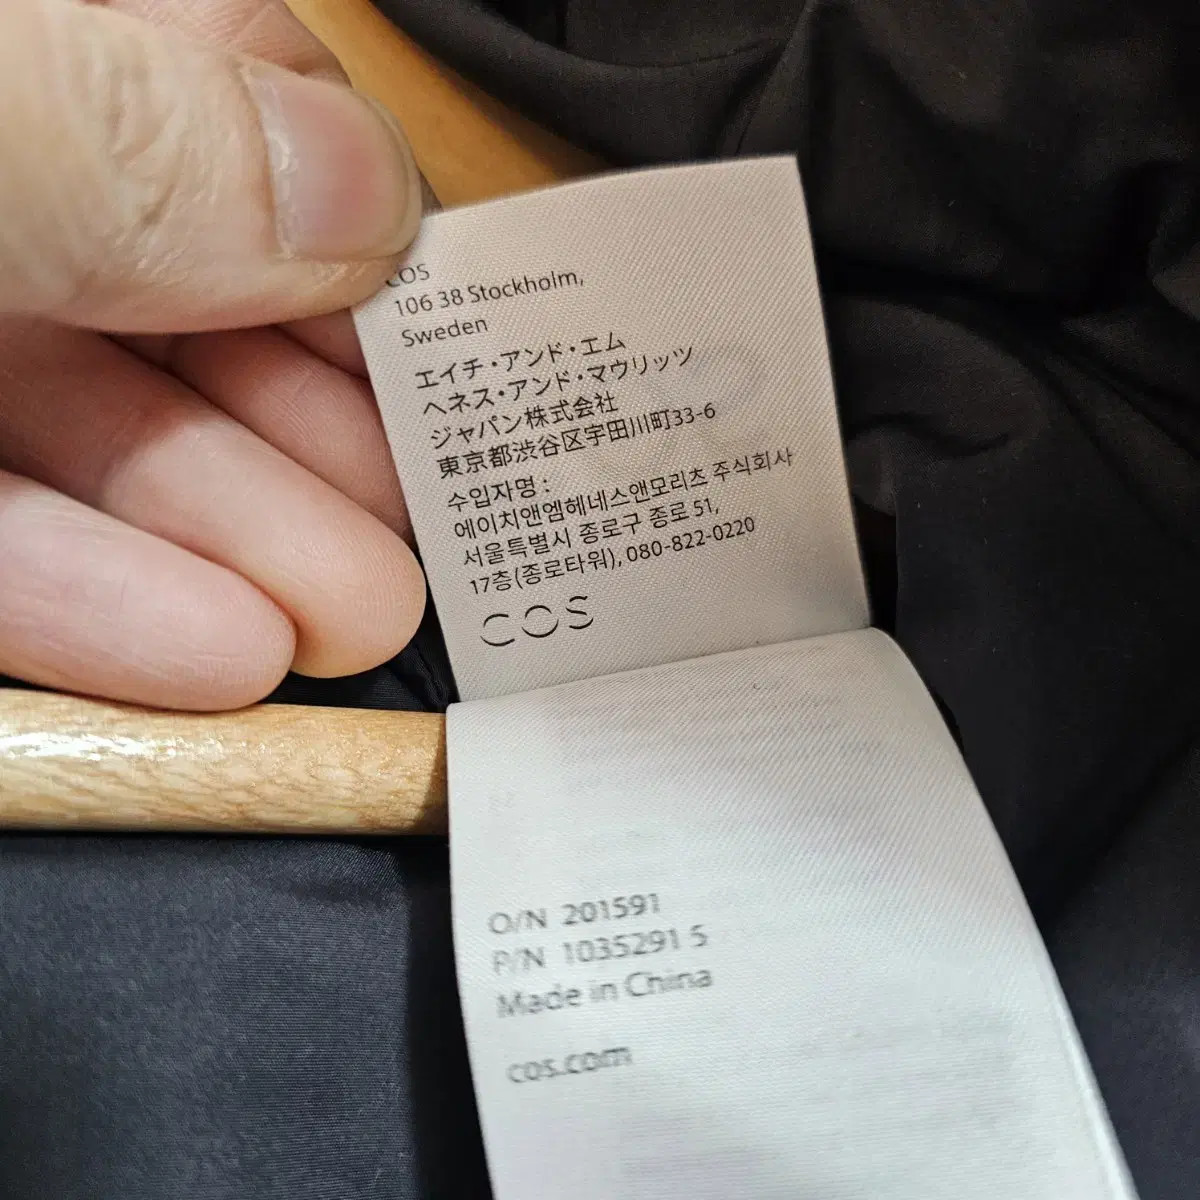 COS
106 38 Stockholm,
Sweden
エイチ・アンド・エム
ヘネス・アンド・マウリッツ
ジャパン株式会社
東京都渋谷区宇田川町33-6
수입자명 :
에이치앤엠헤네스앤모리츠 주식회사
서울특별시 종로구 종로 51,
17층(종로타워), 080-822-0220
COS
O/N 201591
P/N 1035291 5
Made in China
cos.com